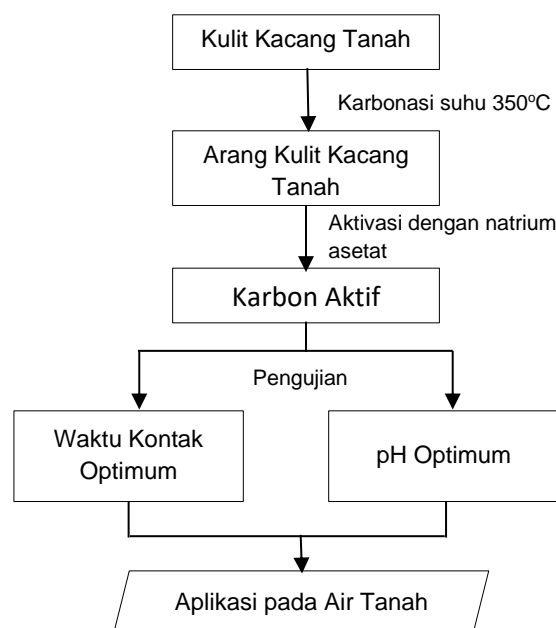 Kulit Kacang Tanah
Karbonasi suhu 350ºC
Arang Kulit Kacang
Tanah
Aktivasi dengan natrium
asetat
Karbon Aktif
Pengujian
Waktu Kontak
Optimum
pH Optimum
Aplikasi pada Air Tanah